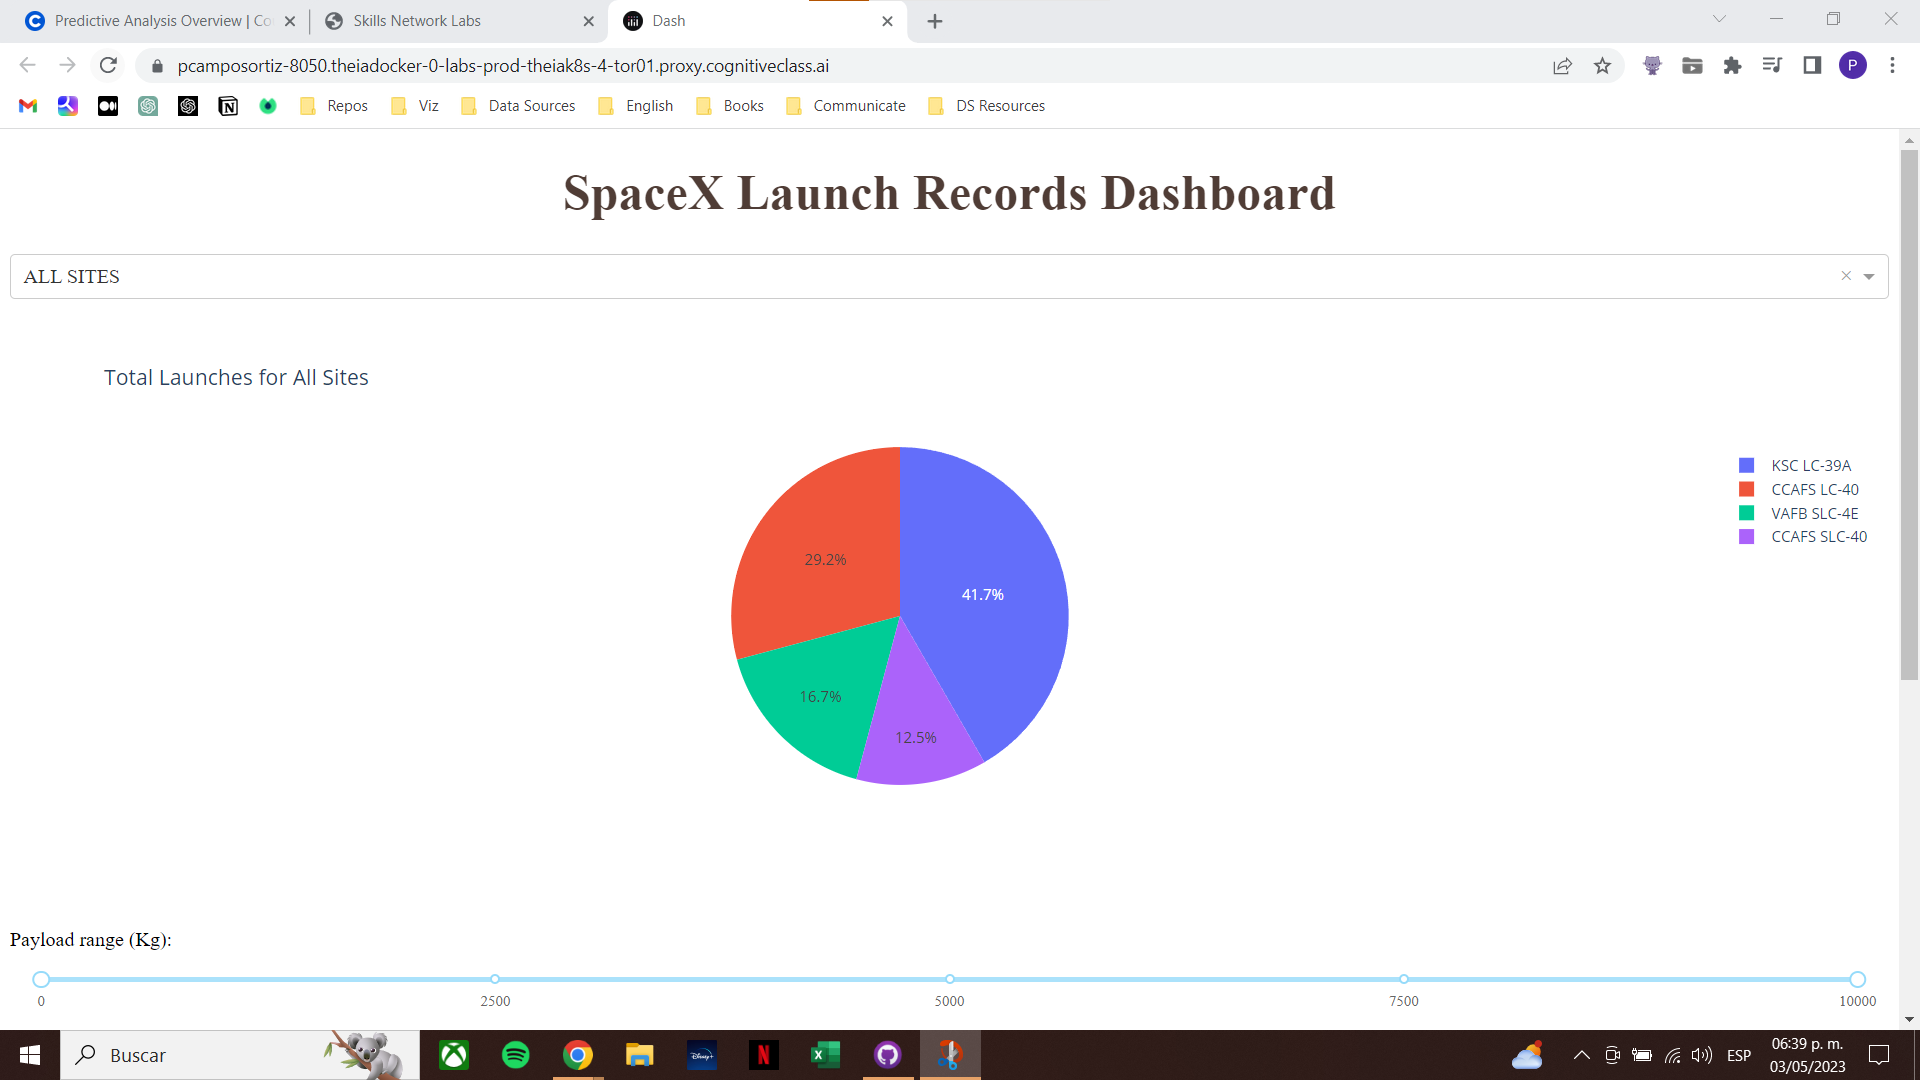 Predictive Analysis Overview | Co
Skills Network Labs
Dash
pcamposortiz-8050.theiadocker-0-labs-prod-theiak8s-4-tor01.proxy.cognitiveclass.ai
P
Repos
Viz
Data Sources
English
Books
Communicate
DS Resources
SpaceX Launch Records Dashboard
ALL SITES
Total Launches for All Sites
KSC LC-39A
CCAFS LC-40
VAFB SLC-4E
CCAFS SLC-40
29.2%
41.7%
16.7%
12.5%
Payload range (Kg):
0
2500
5000
7500
10000
Buscar
Disney+
N
ESP
06:39 p. m.
03/05/2023